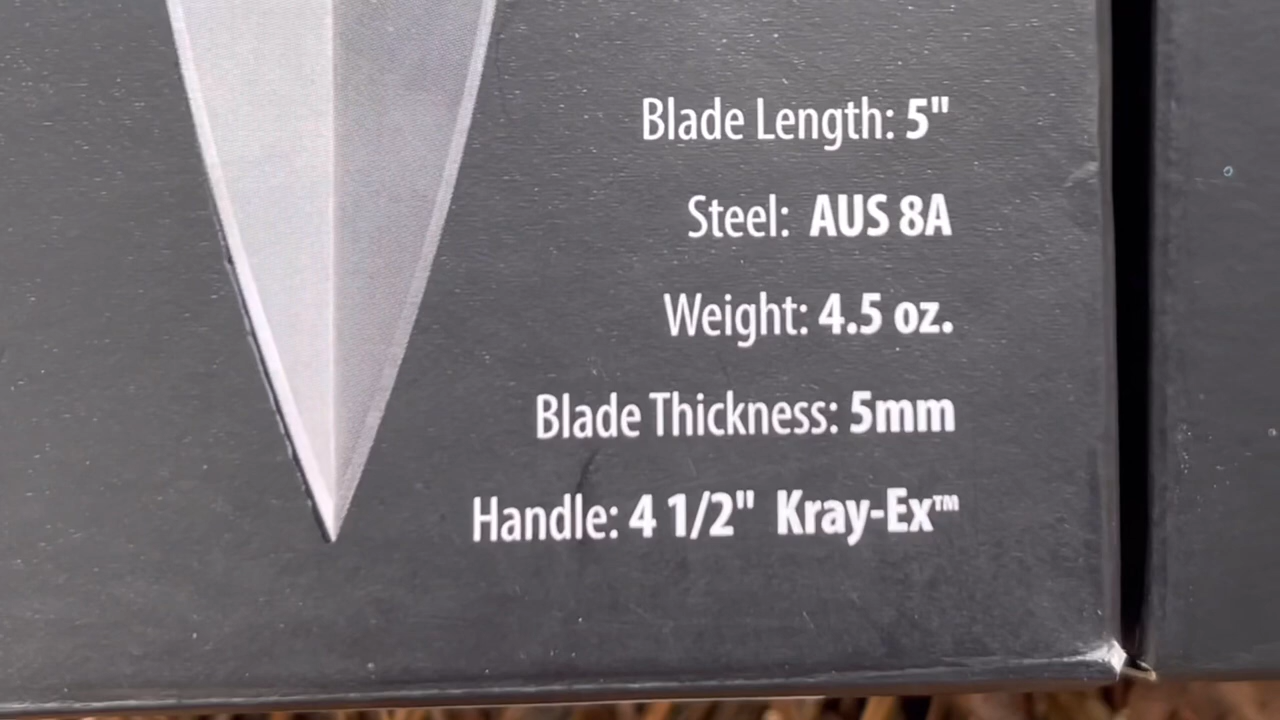 Blade Length: 5"
Steel: AUS 8A
Weight: 4.5 oz.
Blade Thickness: 5mm
Handle: 4 1/2" Kray-Ex™